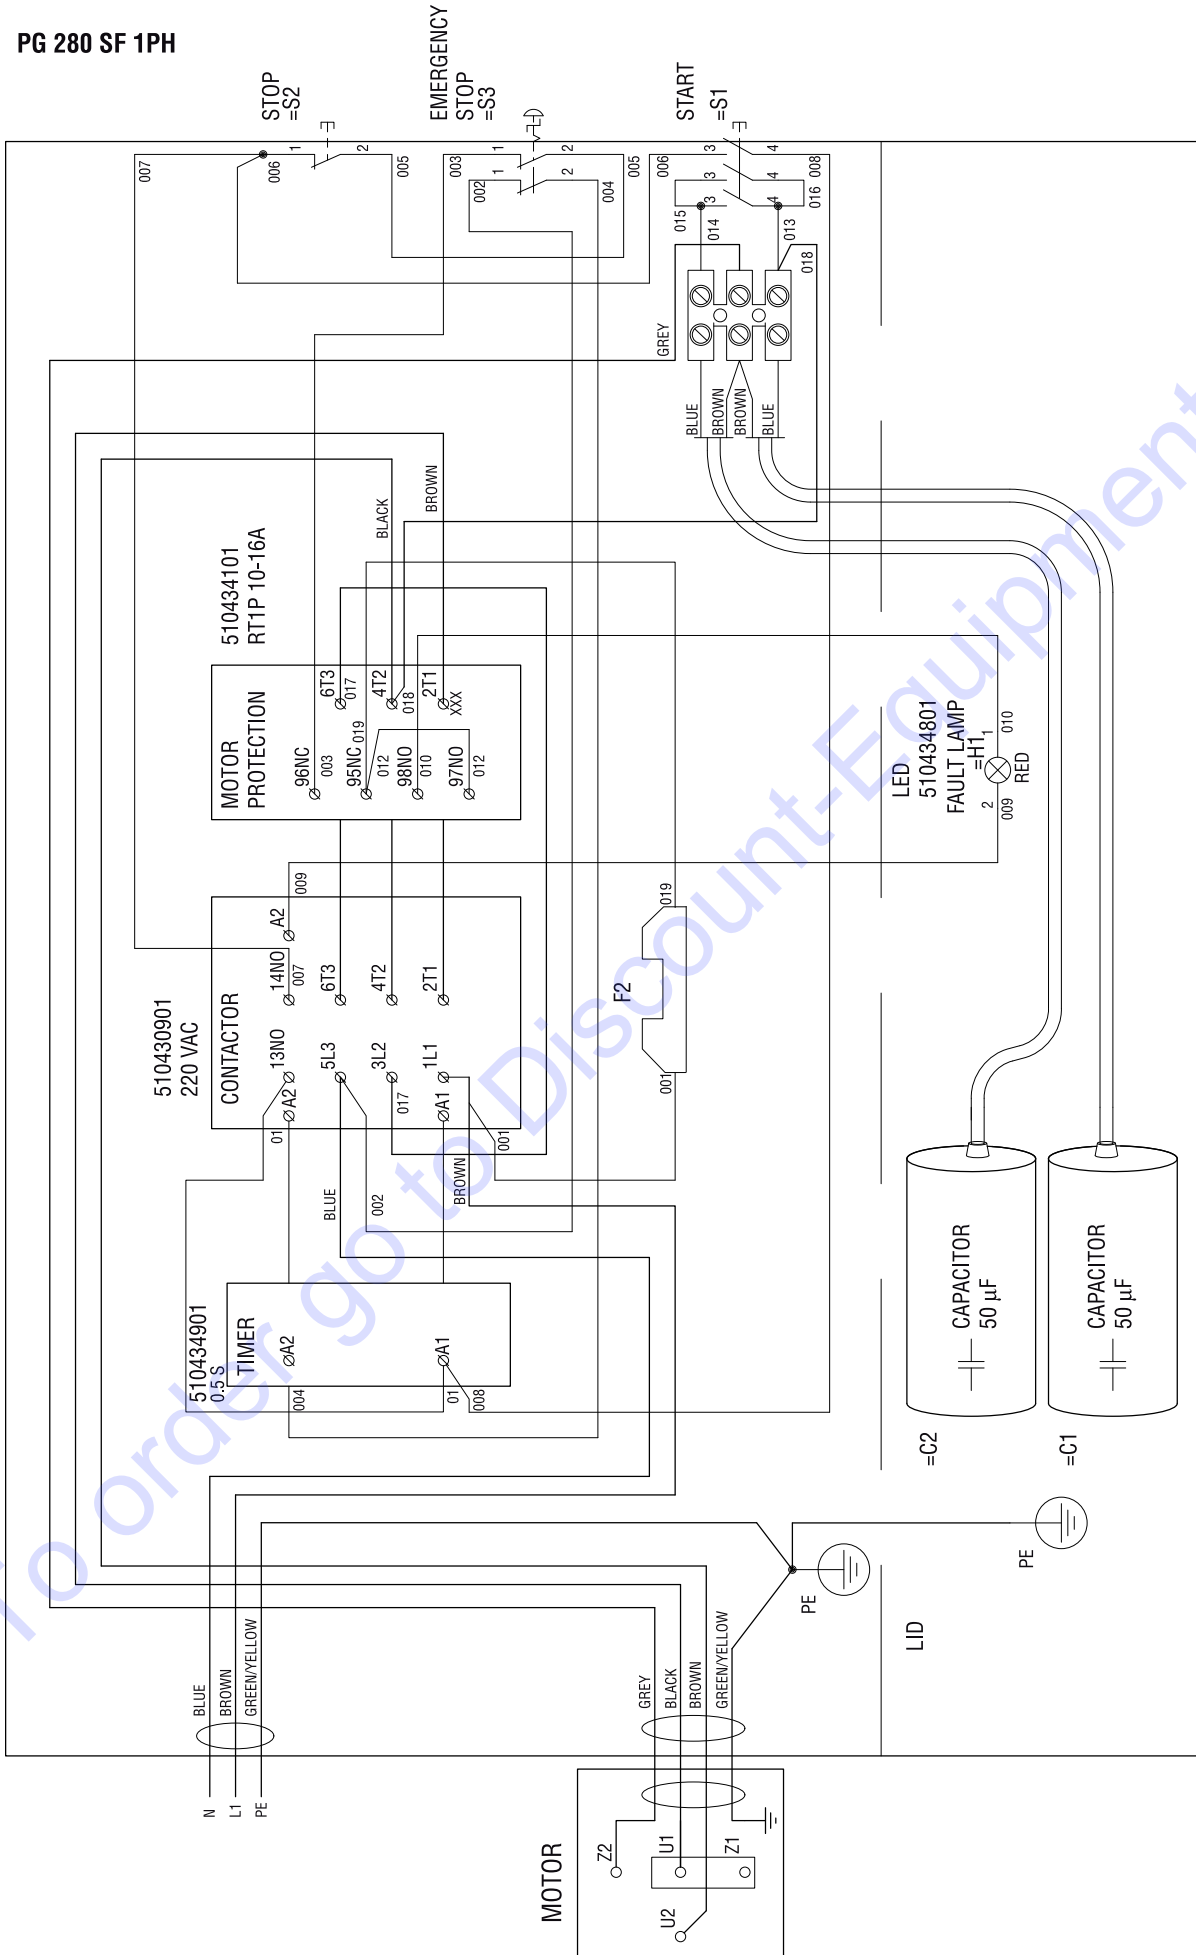 PG 280 SF 1PH
STOP
=S2
EMERGENCY
STOP
=S3
START
=S1
007
006
1
2
005
003
002
1
1
2
2
005
004
006
3
3
3
4
4
4
008
016
015
014
013
018
GREY
BLUE
BROWN
BROWN
BLUE
BLACK
BROWN
510434101
RT1P 10-16A
MOTOR
PROTECTION
6T3
017
4T2
018
2T1
XXX
96NC
003
95NC
019
012
98NO
010
97NO
012
LED
510434801
FAULT LAMP
=H1
1
010
2
009
RED
510430901
220 VAC
CONTACTOR
009
A2
14NO
007
6T3
4T2
2T1
13NO
5L3
3L2
017
1L1
A2
01
A1
001
BLUE
002
BROWN
F2
019
001
510434901
0.5 S
TIMER
A2
004
A1
01
008
CAPACITOR
50 µF
=C2
CAPACITOR
50 µF
=C1
PE
PE
LID
BLUE
BROWN
GREEN/YELLOW
N
L1
PE
GREY
BLACK
BROWN
GREEN/YELLOW
MOTOR
Z2
U1
Z1
U2
To order go to Discount-Equipment